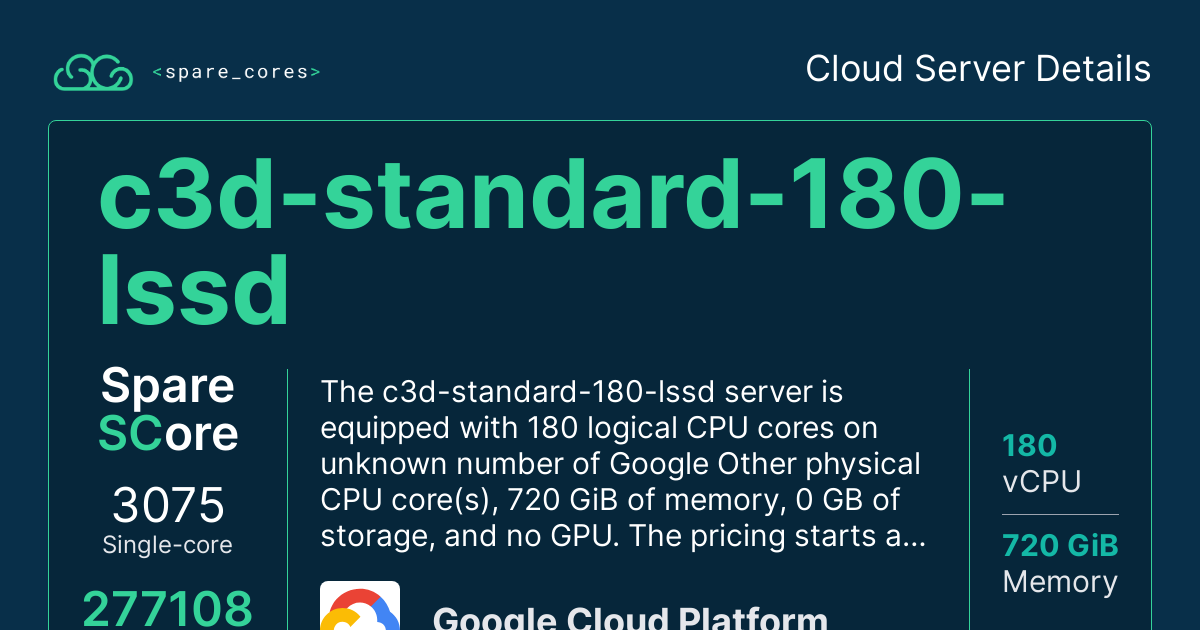 <spare_cores>
Cloud Server Details
c3d-standard-180-
lssd
Spare
SCore
3075
Single-core
277108
The c3d-standard-180-lssd server is
equipped with 180 logical CPU cores on
unknown number of Google Other physical
CPU core(s), 720 GiB of memory, 0 GB of
storage, and no GPU. The pricing starts a...
Google Cloud Platform
180
vCPU
720 GiB
Memory